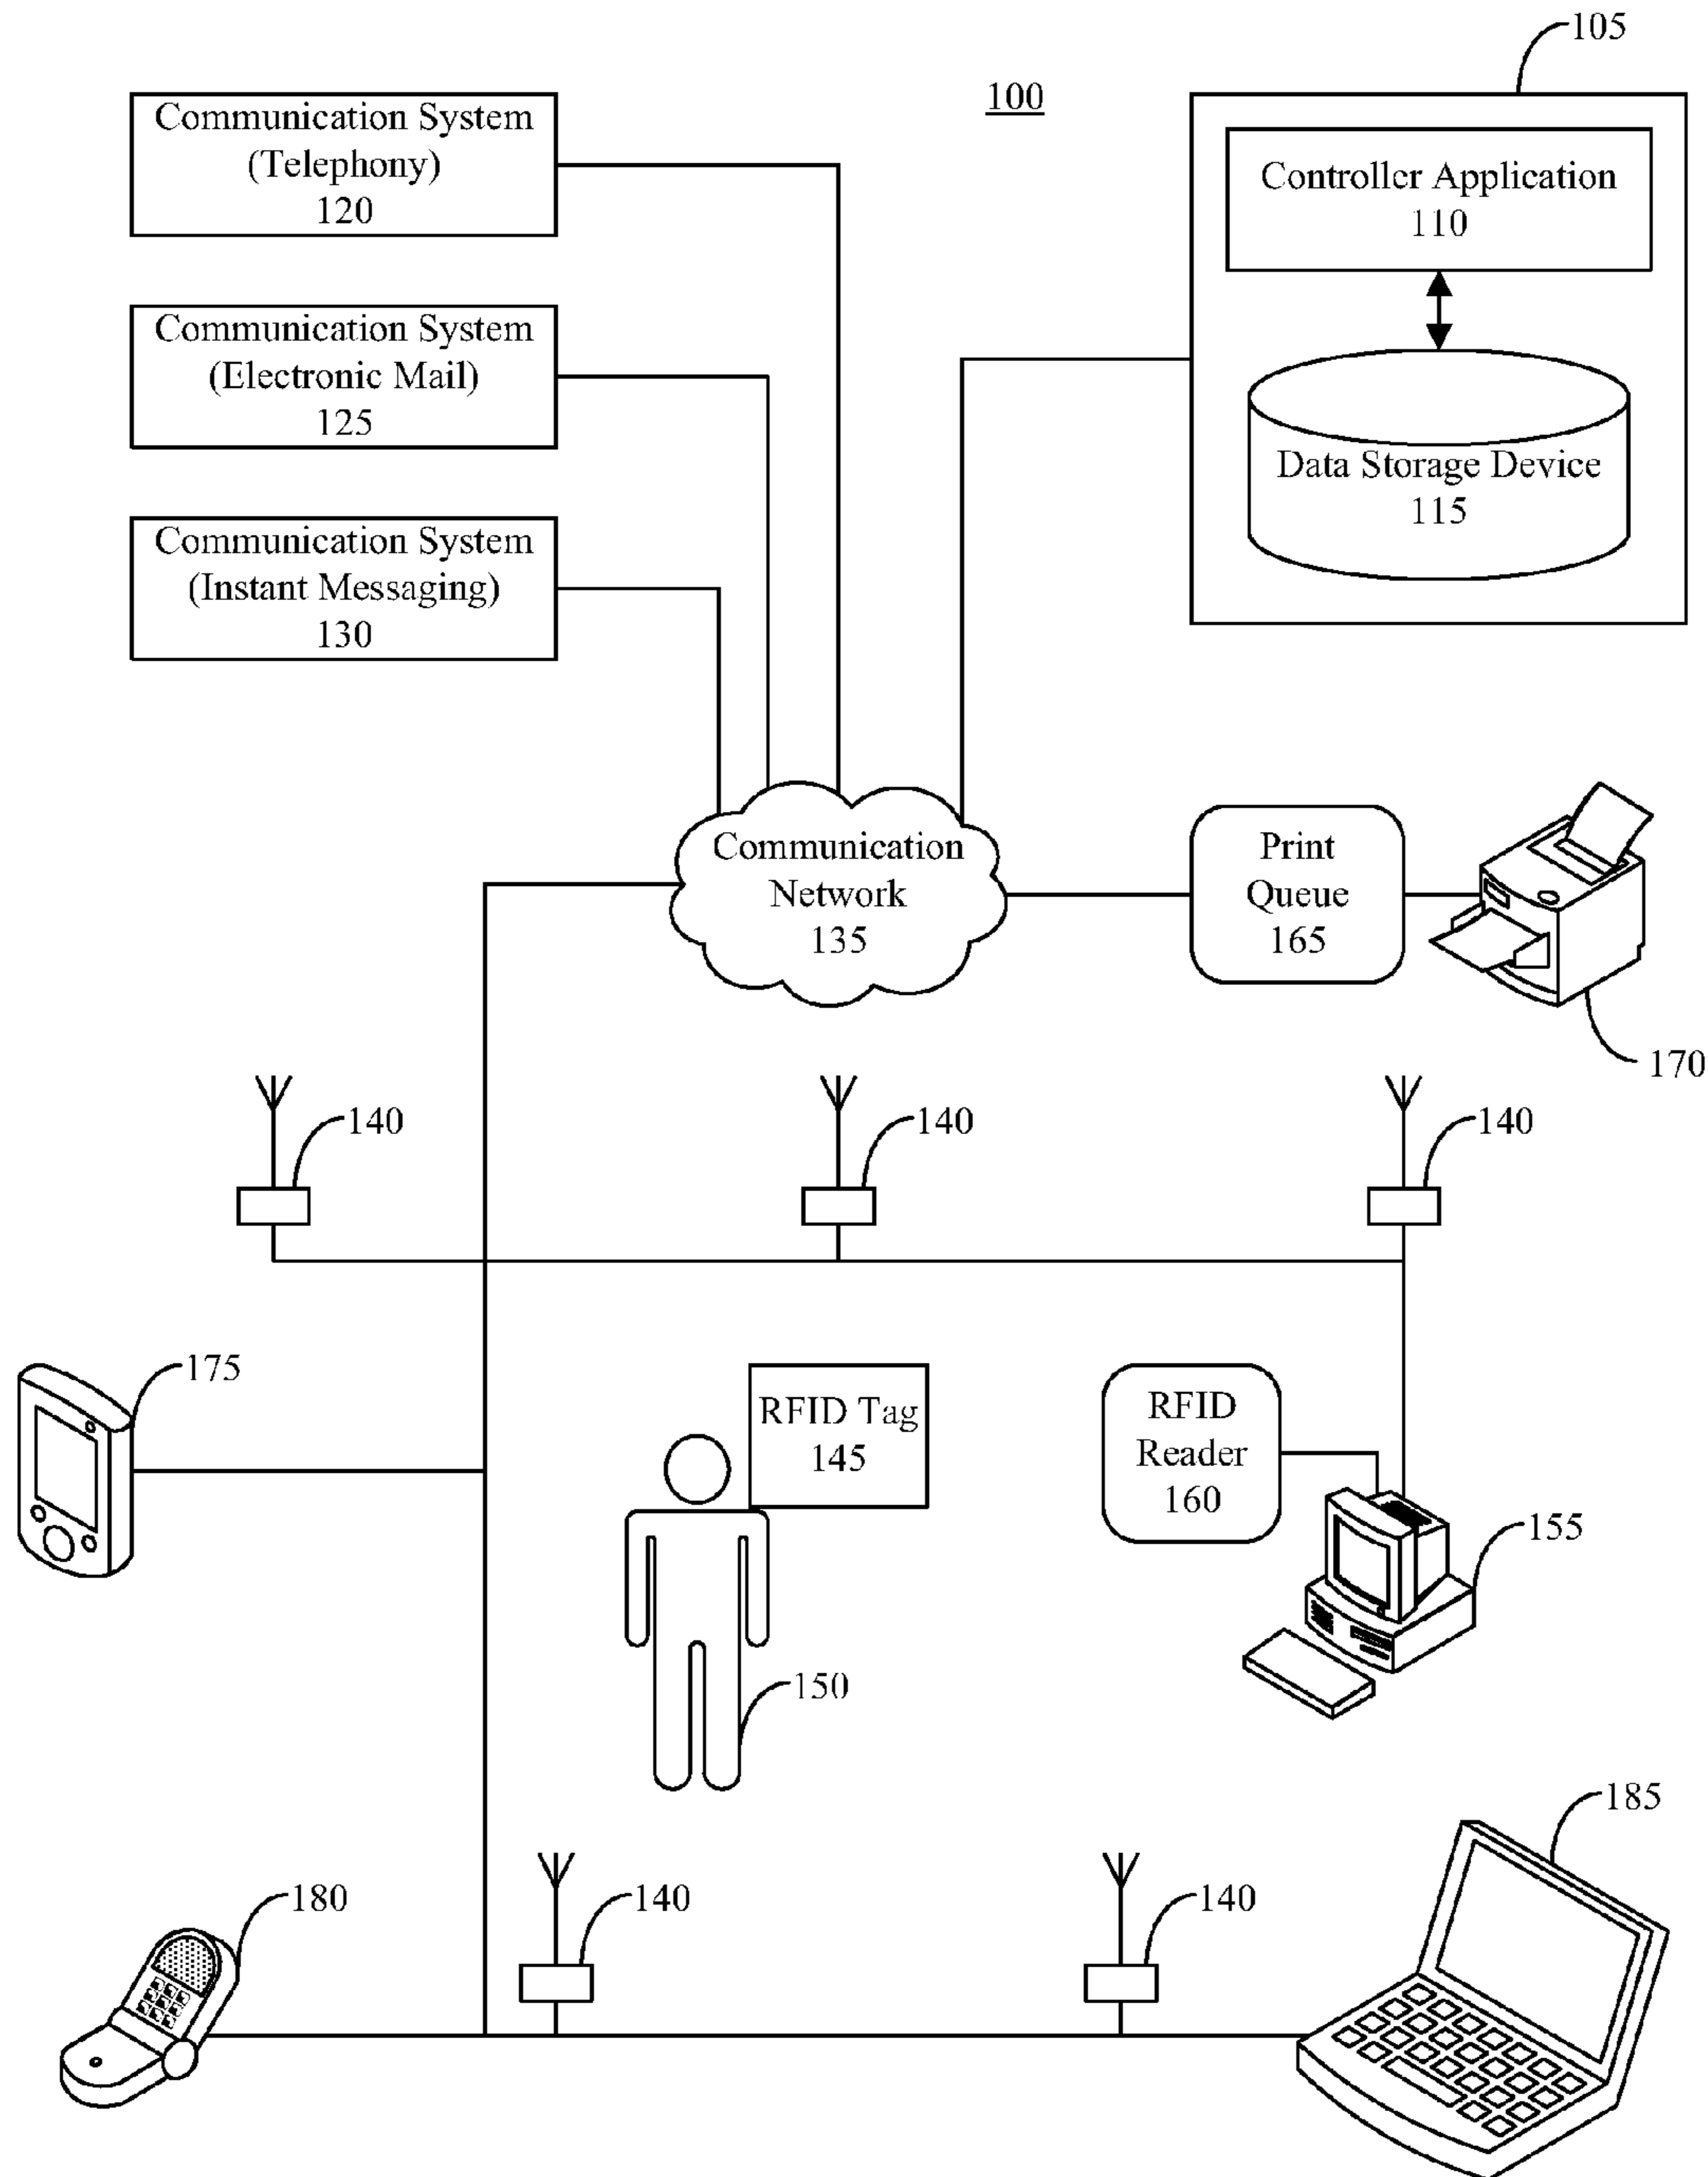 105
100
Communication System
(Telephony)
120
Controller Application
110
Communication System
(Electronic Mail)
125
Data Storage Device
115
Communication System
(Instant Messaging)
130
Communication
Network
135
Print
Queue
165
170
140
140
140
175
RFID Tag
145
RFID
Reader
160
155
150
185
180
140
140